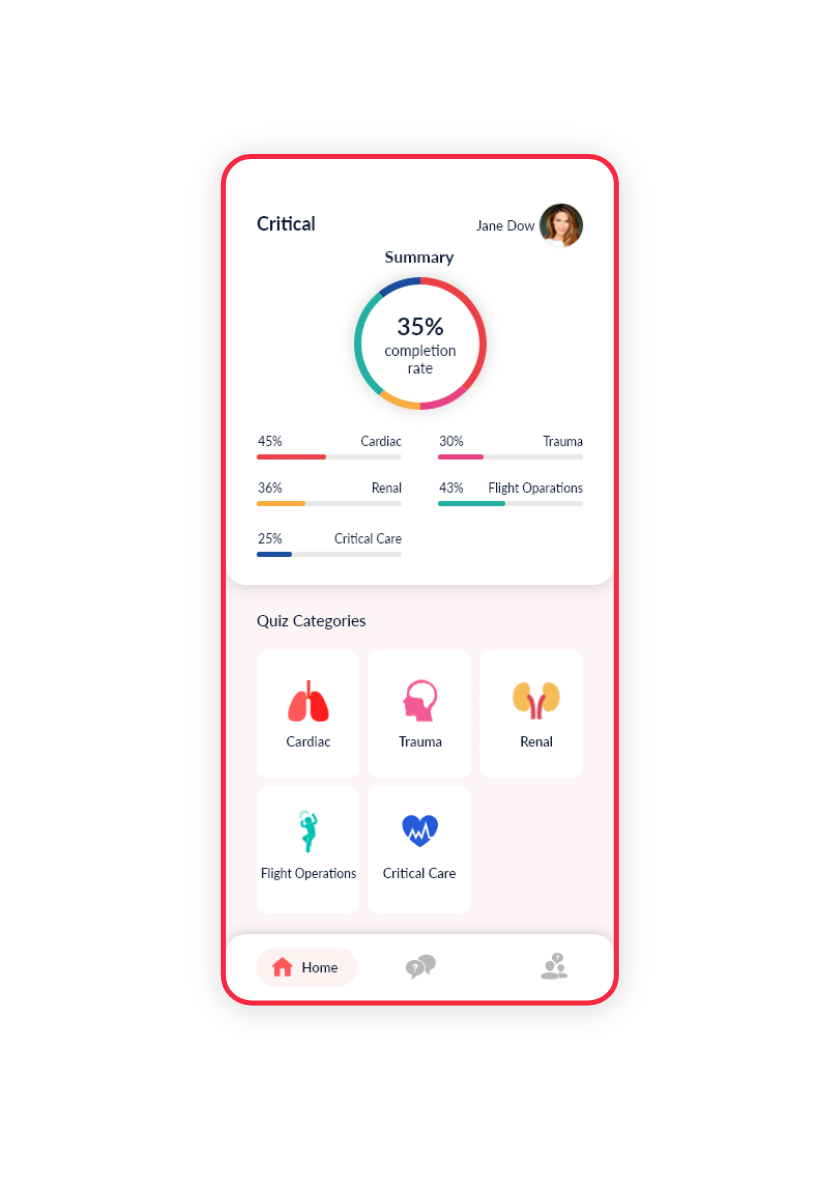 Critical
Jane Dow
Summary
35%
completion
rate
45% Cardiac
30% Trauma
36% Renal
43% Flight Oparations
25% Critical Care
Quiz Categories
Cardiac
Trauma
Renal
Flight Operations
Critical Care
Home
?
?